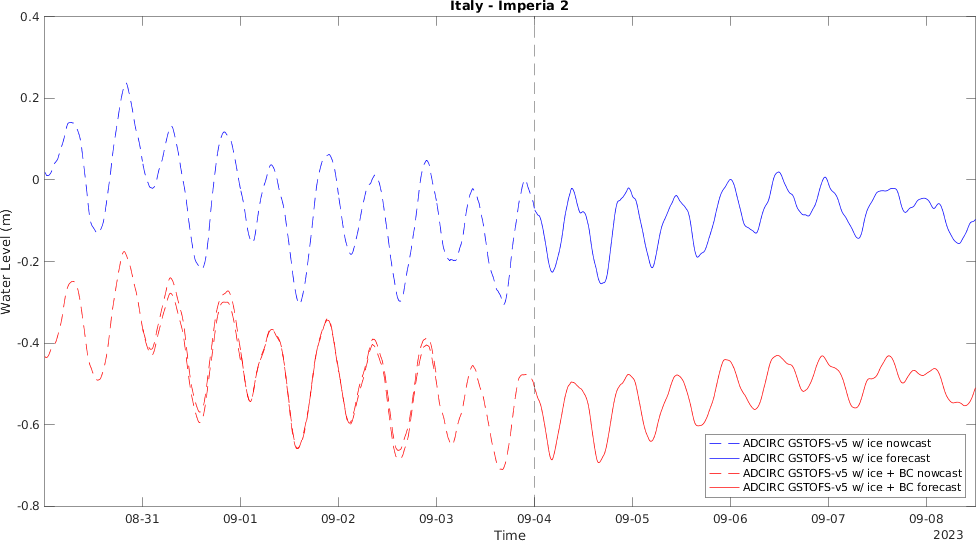 Italy - Imperia 2
0.4
0.2
0
-0.2
-0.4
-0.6
-0.8
Water Level (m)
08-31 09-01 09-02 09-03 09-04 09-05 09-06 09-07 09-08
Time
2023
ADCIRC GSTOFS-v5 w/ ice nowcast
ADCIRC GSTOFS-v5 w/ ice forecast
ADCIRC GSTOFS-v5 w/ ice + BC nowcast
ADCIRC GSTOFS-v5 w/ ice + BC forecast